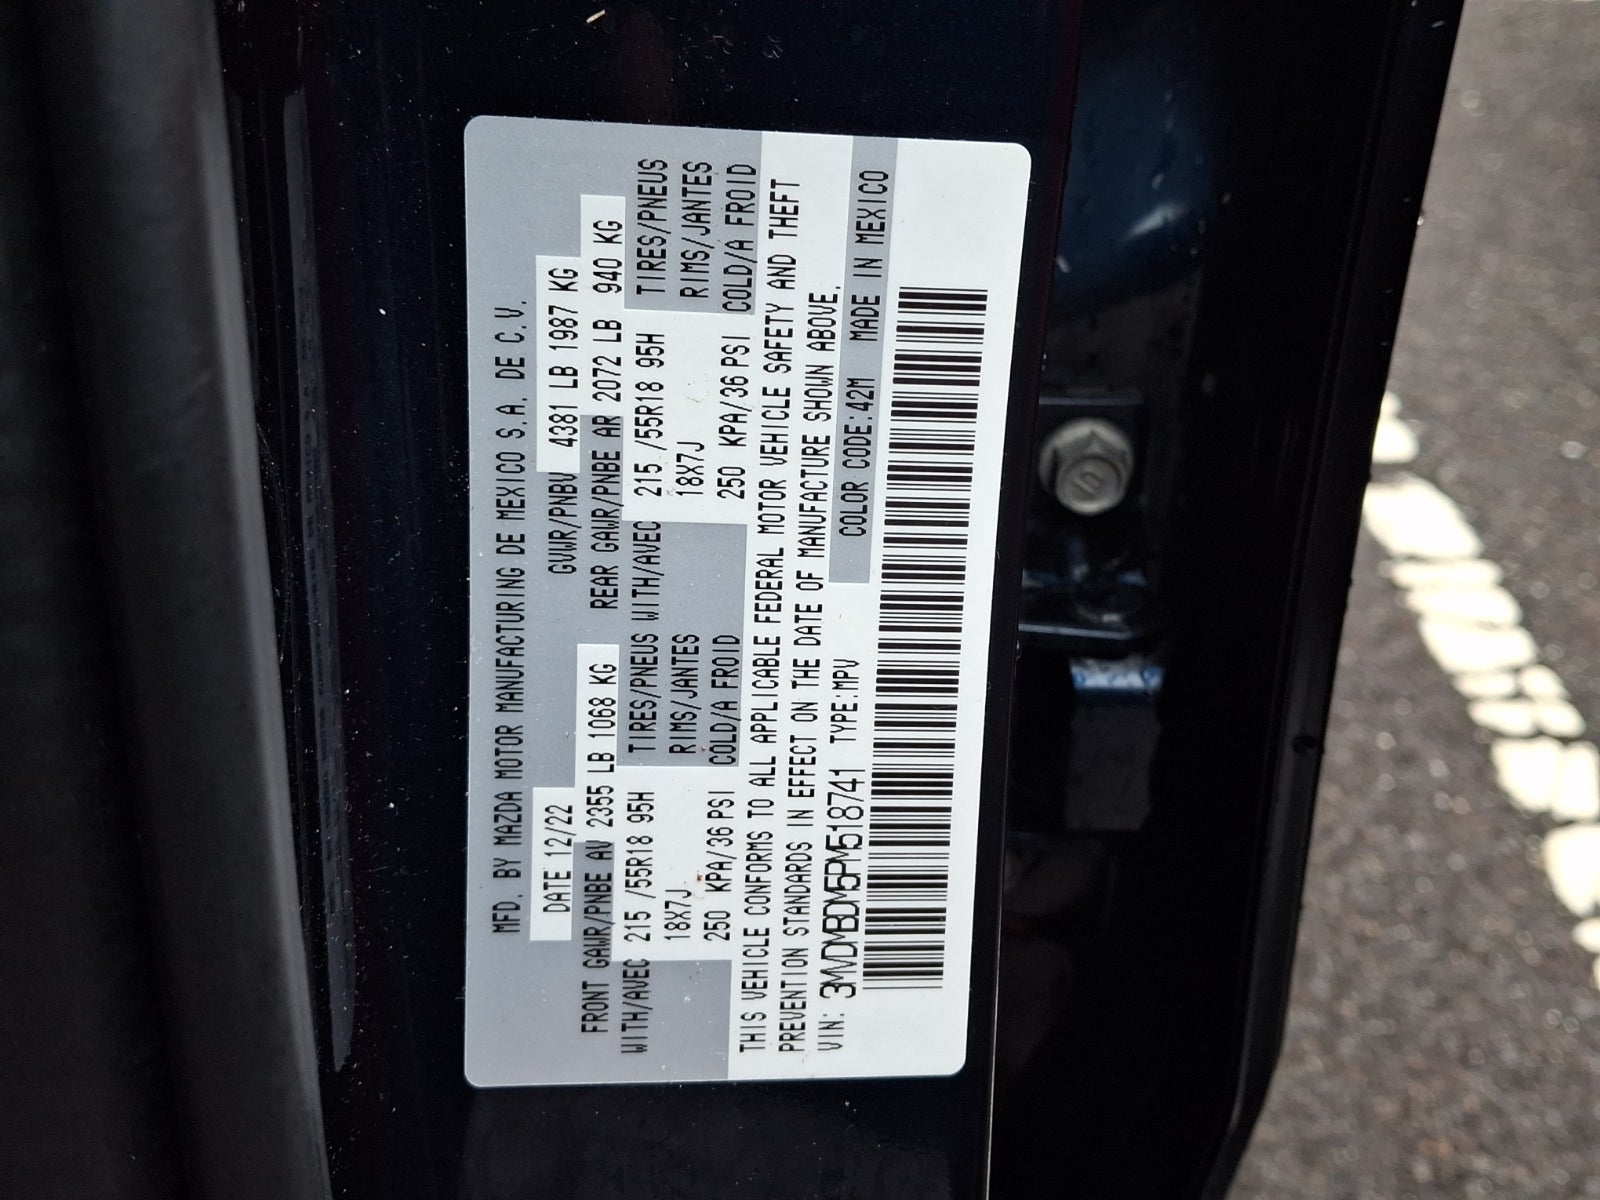 MFD. BY MAZDA MOTOR MANUFACTURING DE MEXICO S.A. DE C.V.
DATE 12/22 GVWR/PNBV 4381 LB 1987 KG
FRONT GAWR/PNBE AV 2355 LB 1068 KG REAR GAWR/PNBE AR 2072 LB 940 KG
WITH/AVEC 215 /55R18 95H TIRES/PNEUS WITH/AVEC 215 /55R18 95H TIRES/PNEUS
18X7J RIMS/JANTES 18X7J RIMS/JANTES
250 KPA/36 PSI COLD/A FROID 250 KPA/36 PSI COLD/A FROID
THIS VEHICLE CONFORMS TO ALL APPLICABLE FEDERAL MOTOR VEHICLE SAFETY AND THEFT
PREVENTION STANDARDS IN EFFECT ON THE DATE OF MANUFACTURE SHOWN ABOVE.
VIN: 3MVDMBDM5PM518741 TYPE:MPV COLOR CODE:42M MADE IN MEXICO